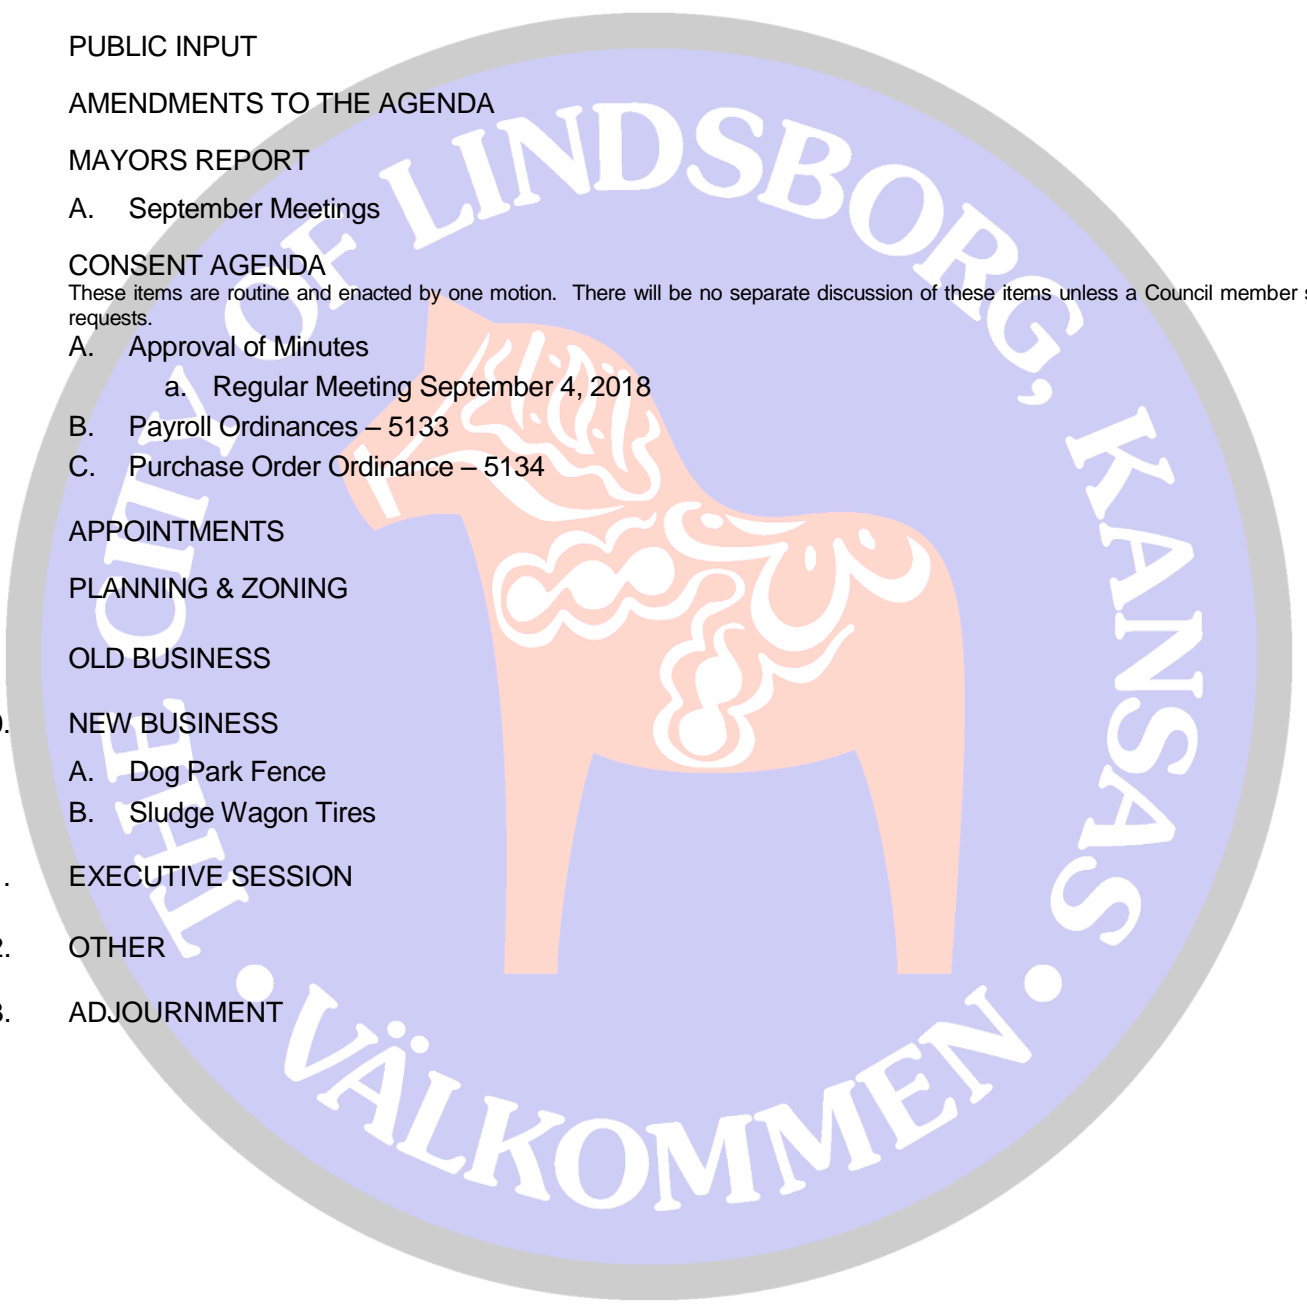 PUBLIC INPUT
AMENDMENTS TO THE AGENDA
MAYORS REPORT
A. September Meetings
CONSENT AGENDA
These items are routine and enacted by one motion. There will be no separate discussion of these items unless a Council member
requests.
A. Approval of Minutes
a. Regular Meeting September 4, 2018
B. Payroll Ordinances – 5133
C. Purchase Order Ordinance – 5134
APPOINTMENTS
PLANNING & ZONING
OLD BUSINESS
NEW BUSINESS
A. Dog Park Fence
B. Sludge Wagon Tires
EXECUTIVE SESSION
2. OTHER
3. ADJOURNMENT
THE CITY OF LINDSBORG, KANSAS
• VÄLKOMMEN •